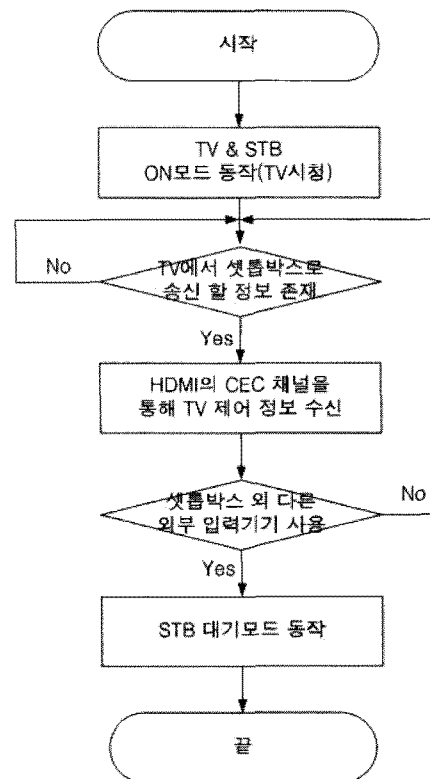 시작
TV & STB
ON모드 동작(TV시청)
No
TV에서 셋톱박스로
송신 할 정보 존재
Yes
HDMI의 CEC 채널을
통해 TV 제어 정보 수신
셋톱박스 외 다른
외부 입력기기 사용
No
Yes
STB 대기모드 동작
끝